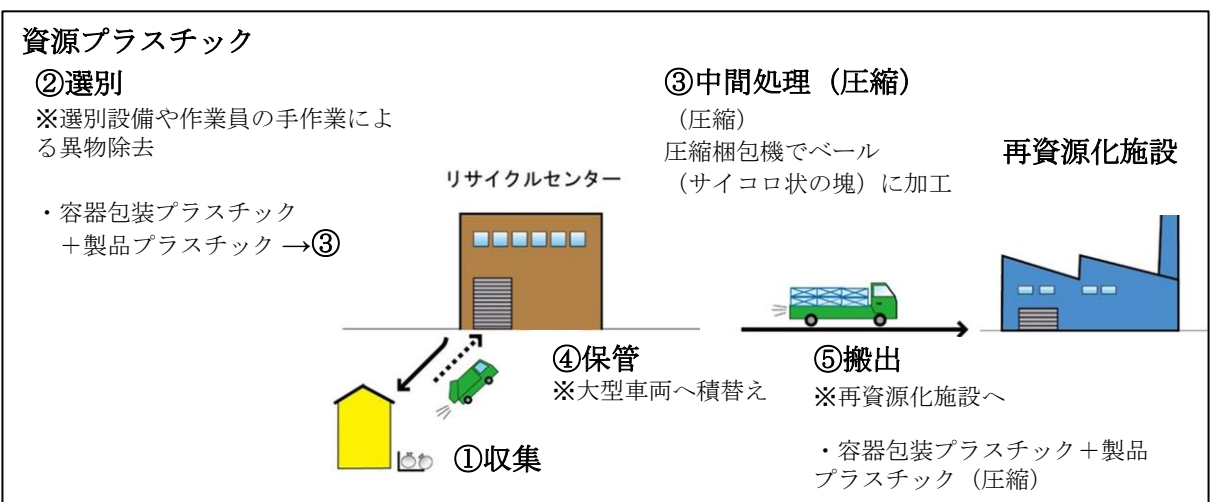 資源プラスチック
②選別
※選別設備や作業員の手作業によ
る異物除去
・容器包装プラスチック
＋製品プラスチック →③
リサイクルセンター
③中間処理（圧縮）
（圧縮）
圧縮梱包機でベール
（サイコロ状の塊）に加工
再資源化施設
①収集
④保管
※大型車両へ積替え
⑤搬出
※再資源化施設へ
・容器包装プラスチック＋製品
プラスチック（圧縮）